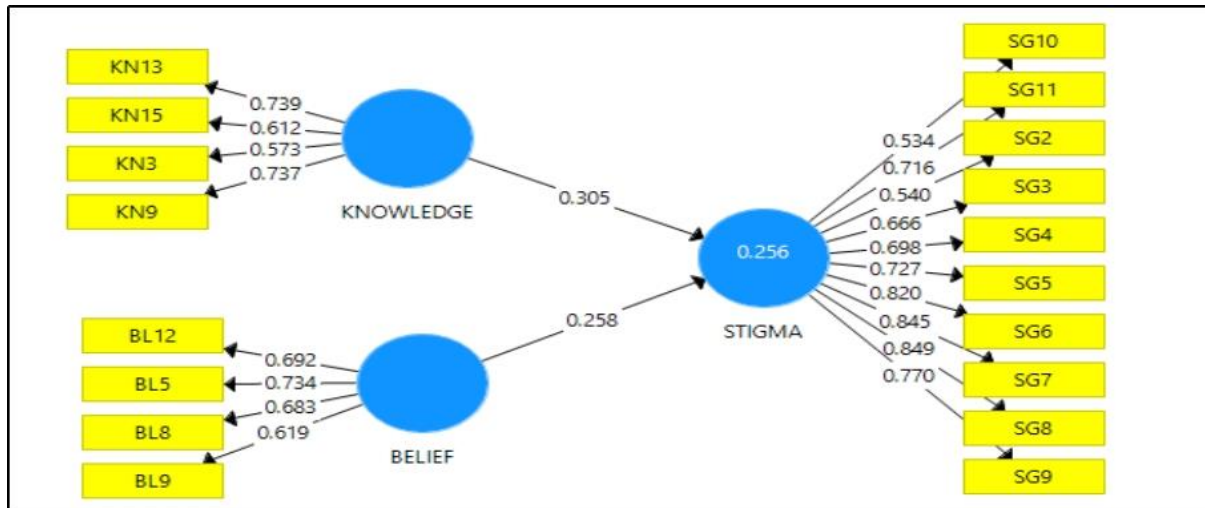 KN13
KN15
KN3
KN9
0.739
0.612
0.573
0.737
KNOWLEDGE
0.305
BL12
BL5
BL8
BL9
0.692
0.734
0.683
0.619
BELIEF
0.258
0.256
STIGMA
0.534
0.716
0.540
0.666
0.698
0.727
0.820
0.845
0.849
0.770
SG10
SG11
SG2
SG3
SG4
SG5
SG6
SG7
SG8
SG9